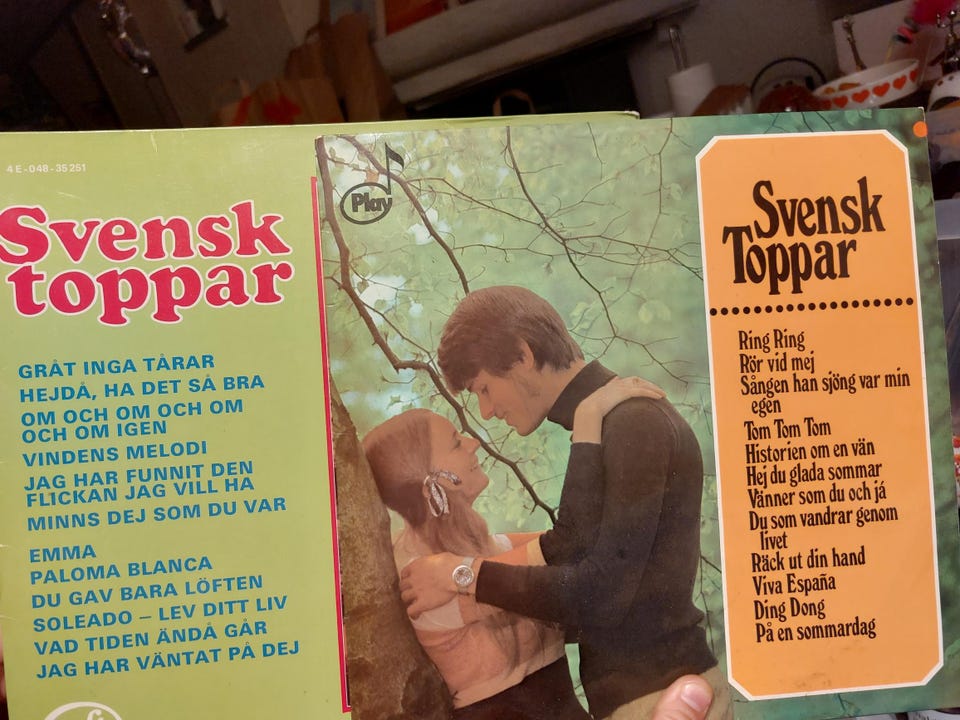 4E-048-35251
Svensk
toppar
GRÅT INGA TÅRAR
HEJDÅ, HA DET SÅ BRA
OM OCH OM OCH OM
OCH OM IGEN
VINDENS MELODI
JAG HAR FUNNIT DEN
FLICKAN JAG VILL HA
MINNS DEJ SOM DU VAR
EMMA
PALOMA BLANCA
DU GAV BARA LÖFTEN
SOLEADO – LEV DITT LIV
VAD TIDEN ÄNDÅ GÅR
JAG HAR VÄNTAT PÅ DEJ
Play
Svensk
Toppar
Ring Ring
Rör vid mej
Sången han sjöng var min
egen
Tom Tom Tom
Historien om en vän
Hej du glada sommar
Vänner som du och já
Du som vandrar genom
livet
Räck ut din hand
Viva España
Ding Dong
På en sommardag